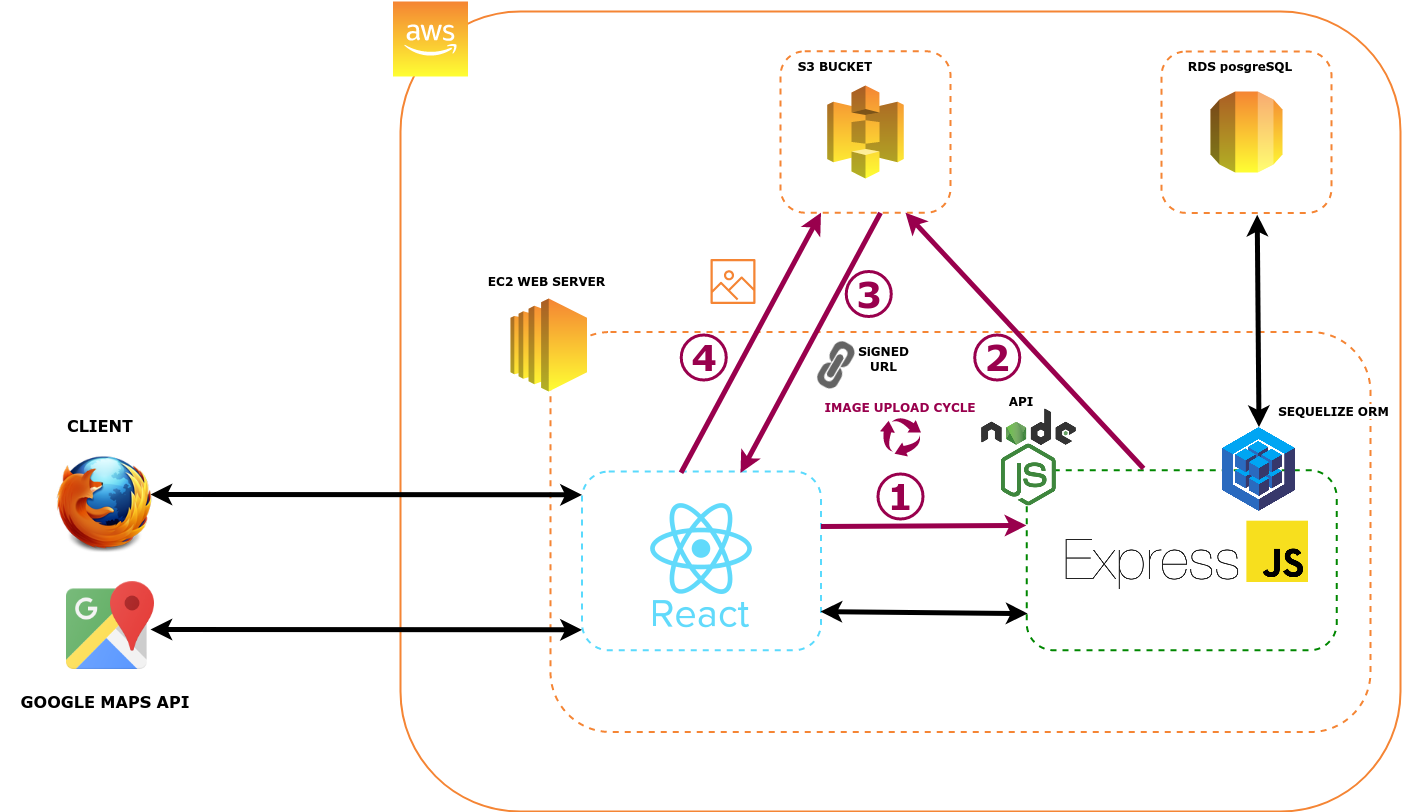 aws
S3 BUCKET
RDS posgreSQL
EC2 WEB SERVER
3
4
SiGNED
URL
2
IMAGE UPLOAD CYCLE
API
node
JS
SEQUELIZE ORM
CLIENT
1
Express
JS
G
React
GOOGLE MAPS API